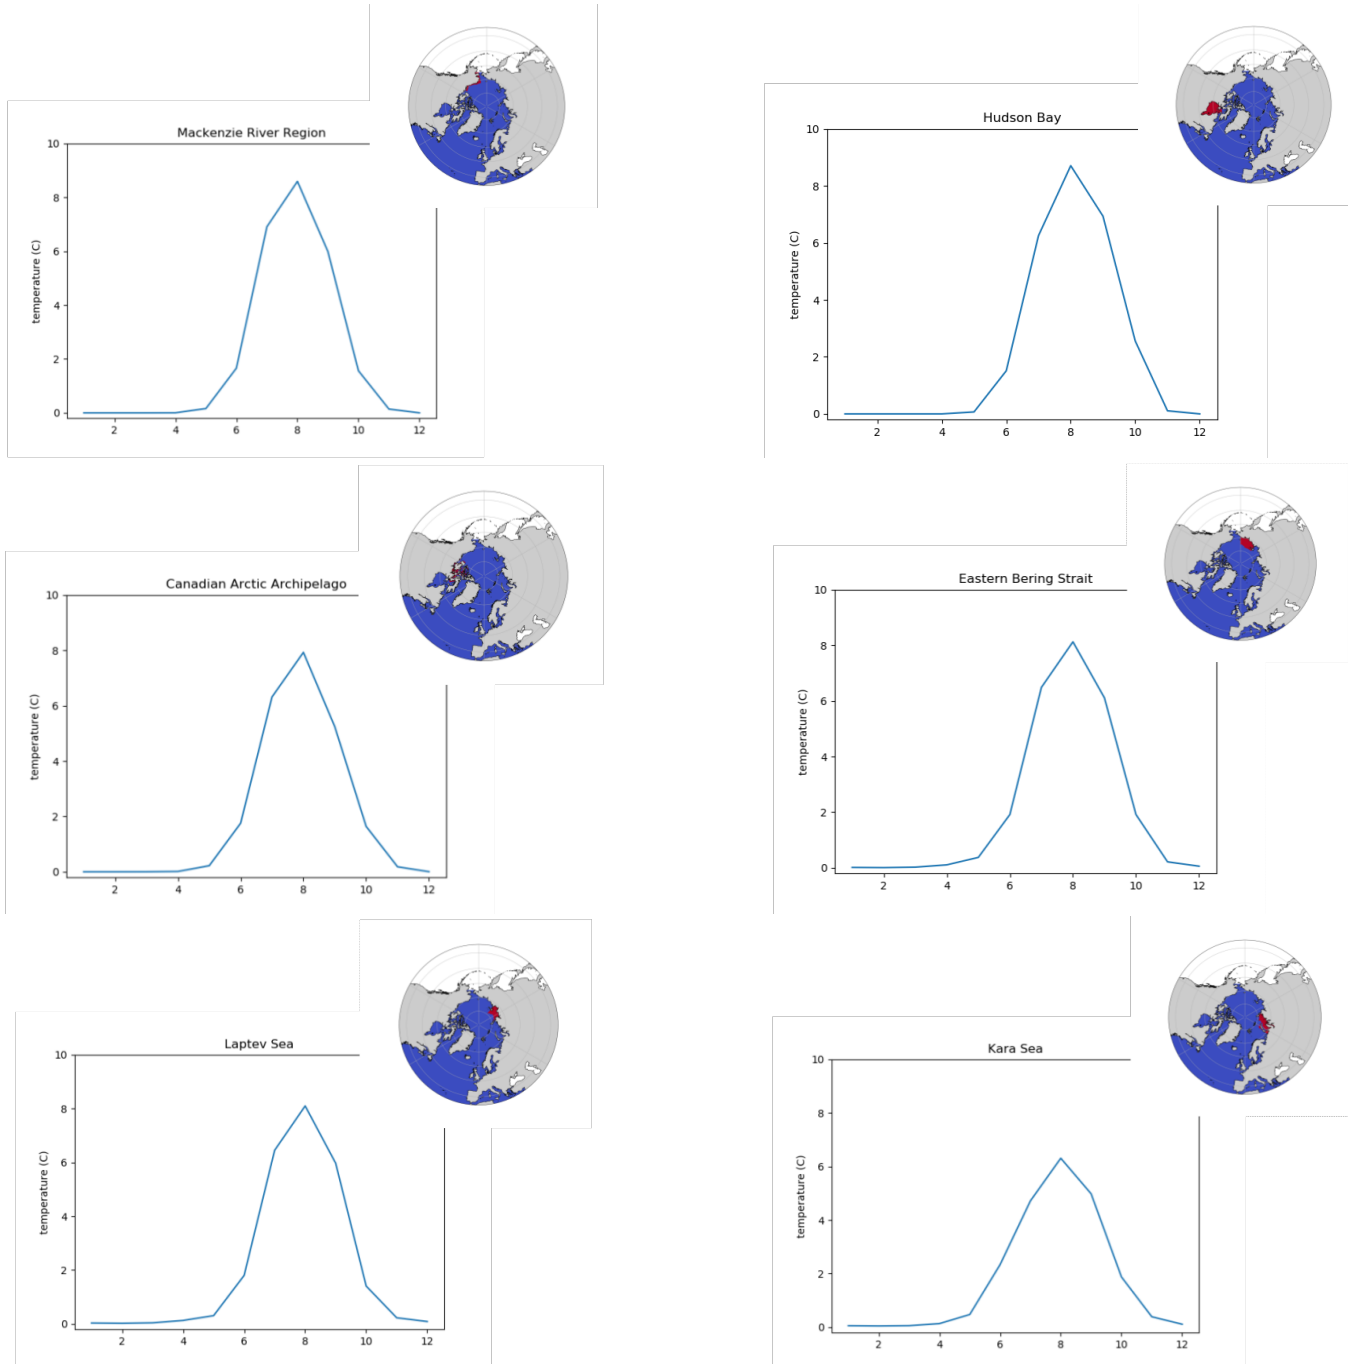 Mackenzie River Region
temperature (C)
10
8
6
4
2
0
2 4 6 8 10 12
Hudson Bay
temperature (C)
10
8
6
4
2
0
2 4 6 8 10 12
Canadian Arctic Archipelago
temperature (C)
10
8
6
4
2
0
2 4 6 8 10 12
Eastern Bering Strait
temperature (C)
10
8
6
4
2
0
2 4 6 8 10 12
Laptev Sea
temperature (C)
10
8
6
4
2
0
2 4 6 8 10 12
Kara Sea
temperature (C)
10
8
6
4
2
0
2 4 6 8 10 12